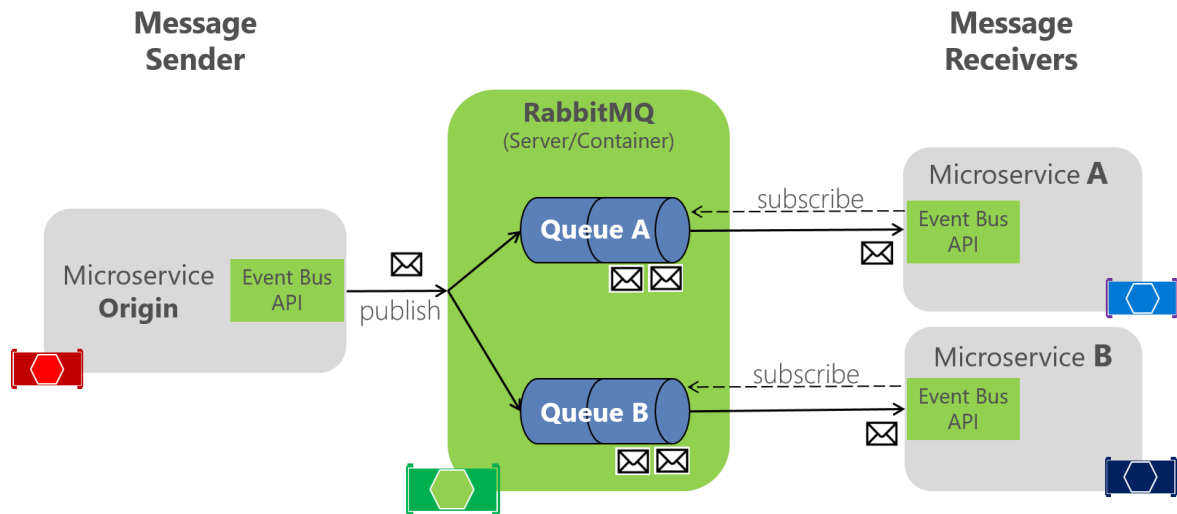 Message
Sender
Message
Receivers
RabbitMQ
(Server/Container)
Microservice
Origin
Event Bus
API
publish
Queue A
Queue B
subscribe
subscribe
Microservice A
Event Bus
API
Microservice B
Event Bus
API